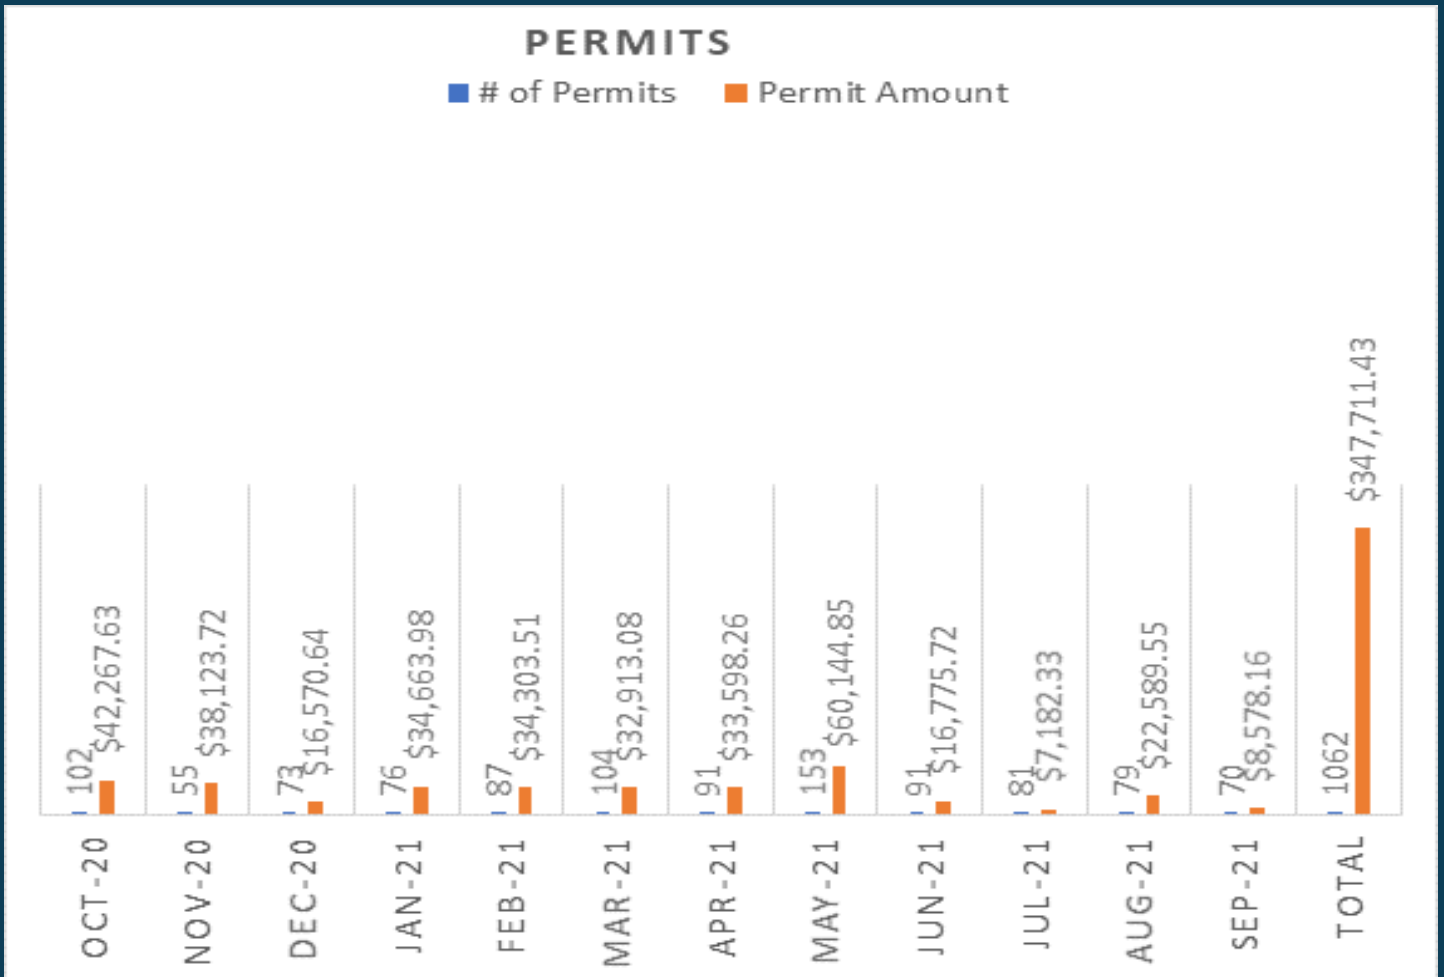 PERMITS
# of Permits Permit Amount
102 $42,267.63
55 $38,123.72
73 $16,570.64
76 $34,663.98
87 $34,303.51
104 $32,913.08
91 $33,598.26
153 $60,144.85
91 $16,775.72
81 $7,182.33
79 $22,589.55
70 $8,578.16
1062 $347,711.43
OCT-20
NOV-20
DEC-20
JAN-21
FEB-21
MAR-21
APR-21
MAY-21
JUN-21
JUL-21
AUG-21
SEP-21
TOTAL